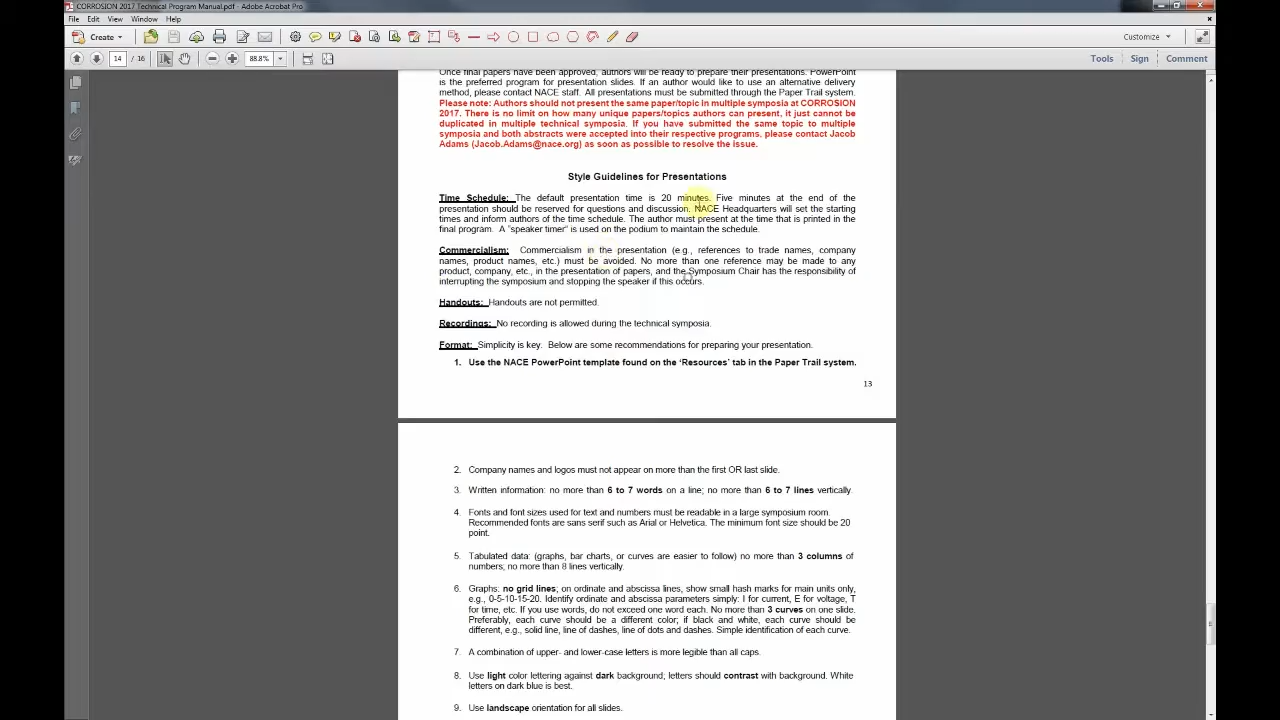 CORROSION 2017 Technical Program Manual.pdf - Adobe Acrobat Pro
File Edit View Window Help
Create
Customize
14 / 16 88.8% Tools Sign Comment
Once final papers have been approved, authors will be ready to prepare their presentations. PowerPoint
is the preferred program for presentation slides. If an author would like to use an alternative delivery
method, please contact NACE staff. All presentations must be submitted through the Paper Trail system.
Please note: Authors should not present the same paper/topic in multiple symposia at CORROSION
2017. There is no limit on how many unique papers/topics authors can present, it just cannot be
duplicated in multiple technical symposia. If you have submitted the same topic to multiple
symposia and both abstracts were accepted into their respective programs, please contact Jacob
Adams (Jacob.Adams@nace.org) as soon as possible to resolve the issue.
Style Guidelines for Presentations
Time Schedule: The default presentation time is 20 minutes. Five minutes at the end of the
presentation should be reserved for questions and discussion. NACE Headquarters will set the starting
times and inform authors of the time schedule. The author must present at the time that is printed in the
final program. A "speaker timer" is used on the podium to maintain the schedule.
Commercialism: Commercialism in the presentation (e.g., references to trade names, company
names, product names, etc.) must be avoided. No more than one reference may be made to any
product, company, etc., in the presentation of papers, and the Symposium Chair has the responsibility of
interrupting the symposium and stopping the speaker if this occurs.
Handouts: Handouts are not permitted.
Recordings: No recording is allowed during the technical symposia.
Format: Simplicity is key. Below are some recommendations for preparing your presentation.
1. Use the NACE PowerPoint template found on the 'Resources' tab in the Paper Trail system.
13
2. Company names and logos must not appear on more than the first OR last slide.
3. Written information: no more than 6 to 7 words on a line; no more than 6 to 7 lines vertically.
4. Fonts and font sizes used for text and numbers must be readable in a large symposium room.
Recommended fonts are sans serif such as Arial or Helvetica. The minimum font size should be 20
point.
5. Tabulated data: (graphs, bar charts, or curves are easier to follow) no more than 3 columns of
numbers; no more than 8 lines vertically.
6. Graphs: no grid lines; on ordinate and abscissa lines, show small hash marks for main units only,
e.g., 0-5-10-15-20. Identify ordinate and abscissa parameters simply: I for current, E for voltage, T
for time, etc. If you use words, do not exceed one word each. No more than 3 curves on one slide.
Preferably, each curve should be a different color; if black and white, each curve should be
different, e.g., solid line, line of dashes, line of dots and dashes. Simple identification of each curve.
7. A combination of upper- and lower-case letters is more legible than all caps.
8. Use light color lettering against dark background; letters should contrast with background. White
letters on dark blue is best.
9. Use landscape orientation for all slides.